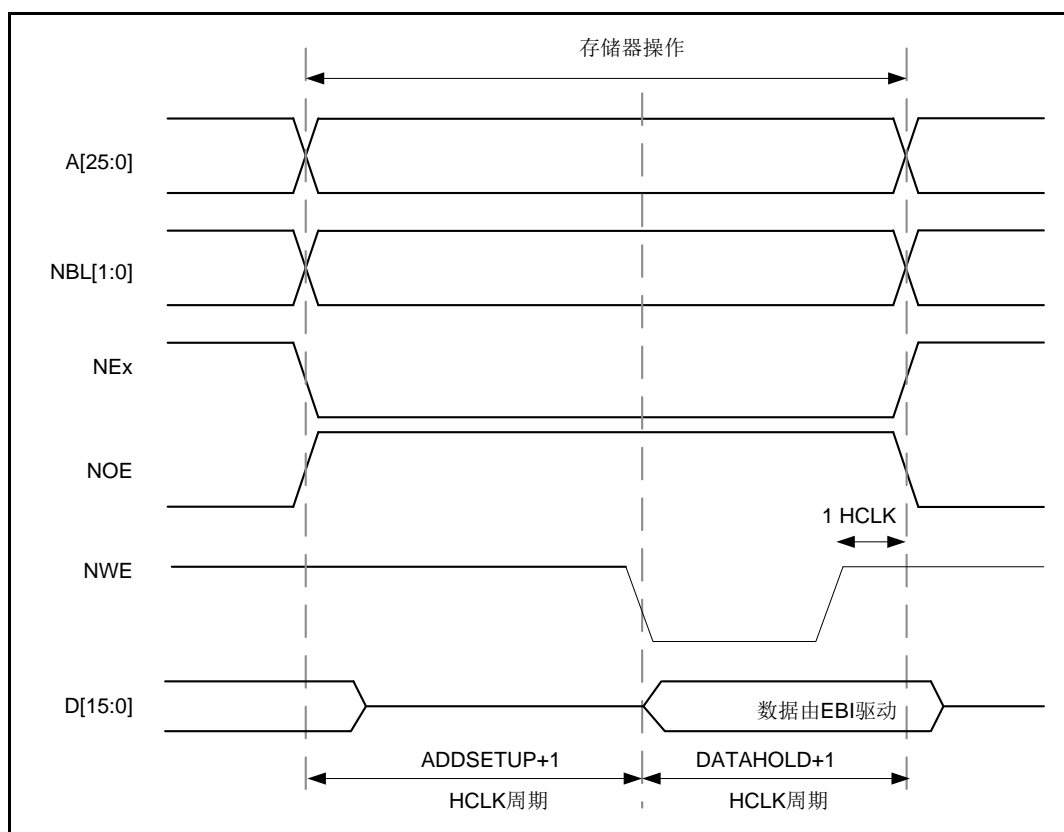 存储器操作
A[25:0]
NBL[1:0]
NEx
NOE
1 HCLK
NWE
D[15:0]
数据由EBI驱动
ADDSETUP+1
HCLK周期
DATAHOLD+1
HCLK周期